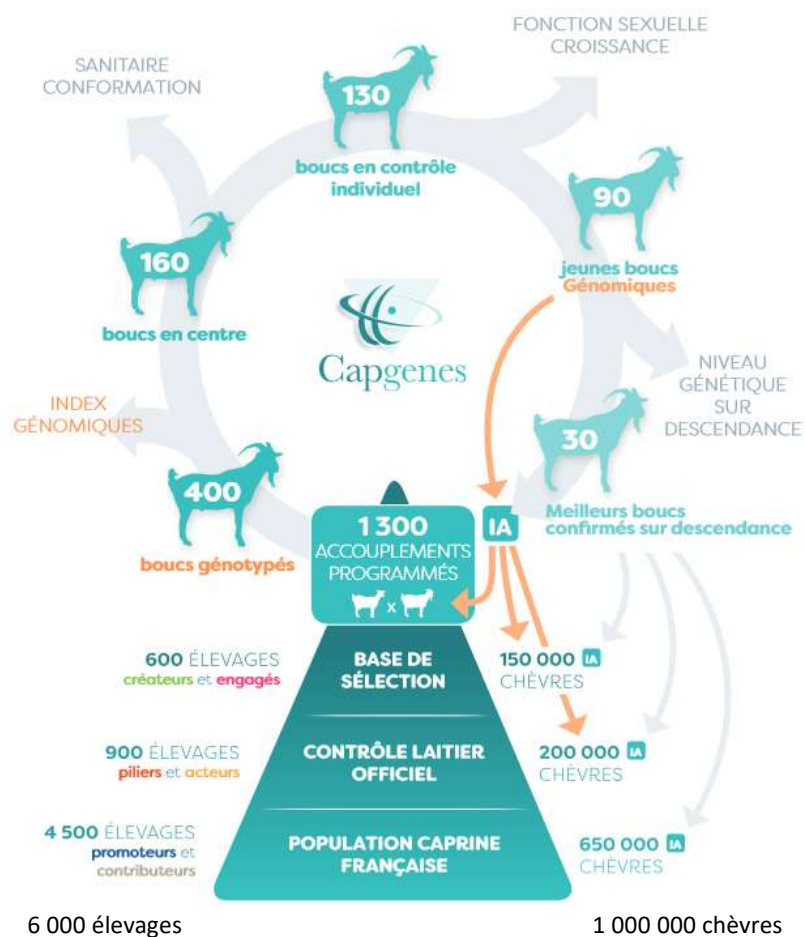 FONCTION SEXUELLE
CROISSANCE
SANITAIRE
CONFORMATION
130
boucs en contrôle
individuel
90
jeunes boucs
Génomiques
160
boucs en centre
Capgenes
NIVEAU
GÉNÉTIQUE
SUR
DESCENDANCE
INDEX
GÉNOMIQUES
30
Meilleurs boucs
confirmés sur descendance
400
boucs génotypés
1 300
ACCOUPLEMENTS
PROGRAMMÉS
x
IA
600 ÉLEVAGES
créateurs et engagés
BASE DE
SÉLECTION
150 000 IA
CHÈVRES
900 ÉLEVAGES
piliers et acteurs
CONTRÔLE LAITIER
OFFICIEL
200 000 IA
CHÈVRES
4 500 ÉLEVAGES
promoteurs et
contributeurs
POPULATION CAPRINE
FRANÇAISE
650 000 IA
CHÈVRES
6 000 élevages
1 000 000 chèvres